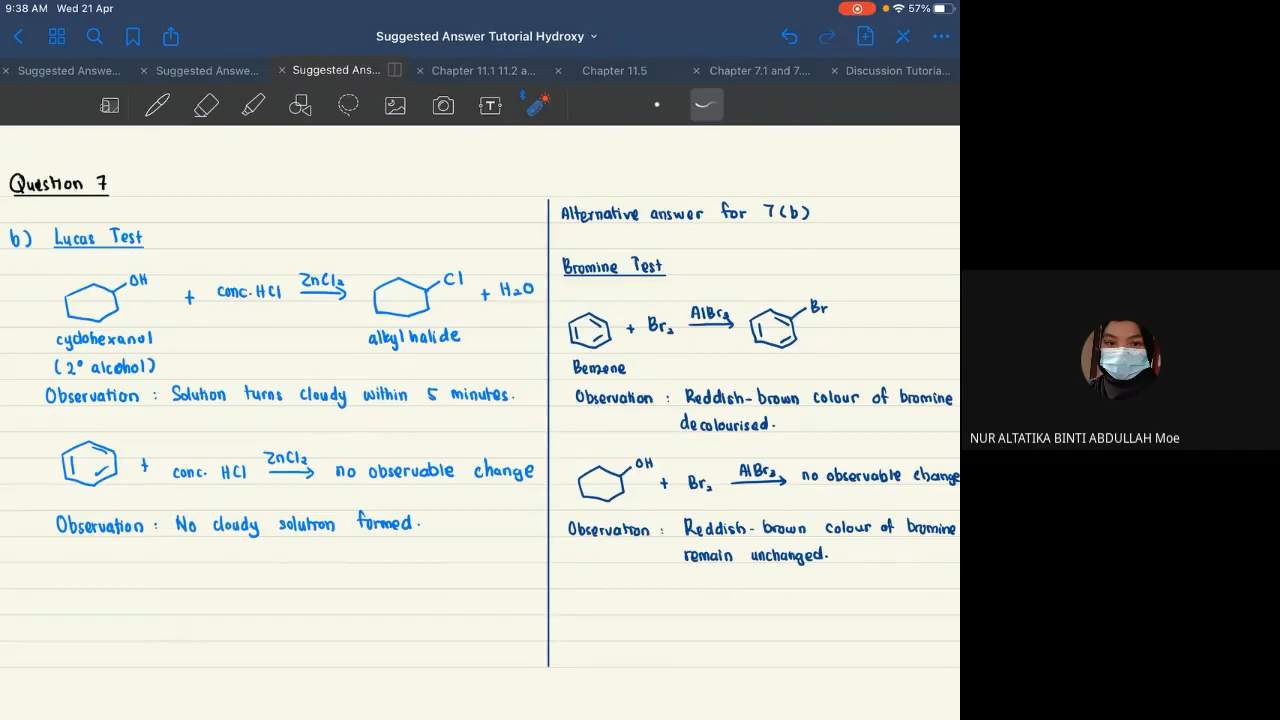 9:38 AM Wed 21 Apr
57%
Suggested Answer Tutorial Hydroxy
Suggested Answe...
Suggested Answe...
Suggested Ans...
Chapter 11.1 11.2 a...
Chapter 11.5
Chapter 7.1 and 7....
Discussion Tutoria...
Question 7
b) Lucas Test
OH
+ conc. HCl ZnCl₂ → Cl + H₂O
cyclohexanol
alkyl halide
(2° alcohol)
Observation : Solution turns cloudy within 5 minutes.
+ conc. HCl ZnCl₂ → no observable change
Observation : No cloudy solution formed.
Alternative answer for 7(b)
Bromine Test
+ Br₂ AlBr₃ → Br
Benzene
Observation : Reddish-brown colour of bromine
decolourised.
OH
+ Br₂ AlBr₃ → no observable change
Observation : Reddish-brown colour of bromine
remain unchanged.
NUR ALTATIKA BINTI ABDULLAH Moe